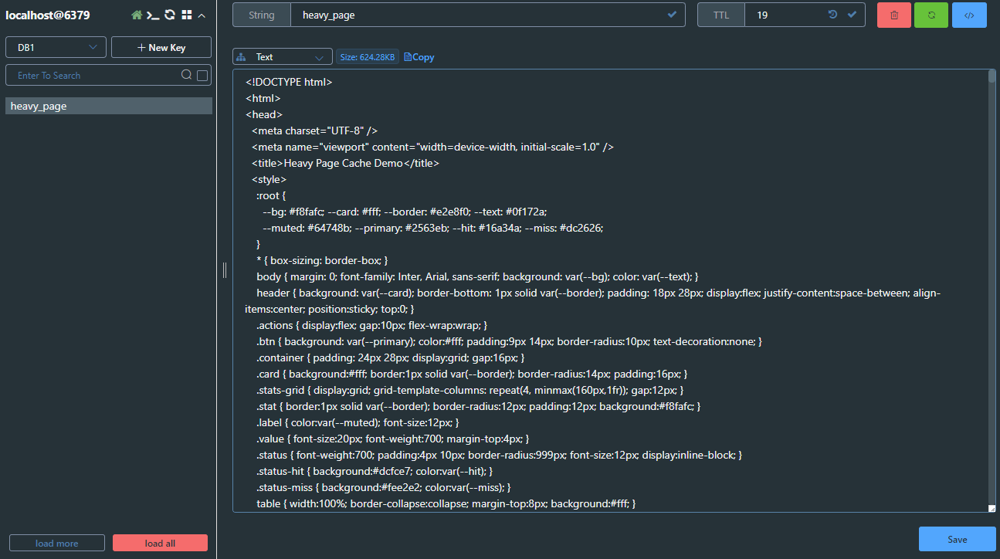 localhost@6379
DB1
+ New Key
Enter To Search
heavy_page
load more
load all
String heavy_page TTL 19 </>
Text Size: 624.28KB Copy
<!DOCTYPE html>
<html>
<head>
<meta charset="UTF-8" />
<meta name="viewport" content="width=device-width, initial-scale=1.0" />
<title>Heavy Page Cache Demo</title>
<style>
:root {
--bg: #f8fafc; --card: #fff; --border: #e2e8f0; --text: #0f172a;
--muted: #64748b; --primary: #2563eb; --hit: #16a34a; --miss: #dc2626;
}
* { box-sizing: border-box; }
body { margin: 0; font-family: Inter, Arial, sans-serif; background: var(--bg); color: var(--text); }
header { background: var(--card); border-bottom: 1px solid var(--border); padding: 18px 28px; display:flex; justify-content:space-between; align-
items:center; position:sticky; top:0; }
.actions { display:flex; gap:10px; flex-wrap:wrap; }
.btn { background: var(--primary); color:#fff; padding:9px 14px; border-radius:10px; text-decoration:none; }
.container { padding: 24px 28px; display:grid; gap:16px; }
.card { background:#fff; border:1px solid var(--border); border-radius:14px; padding:16px; }
.stats-grid { display:grid; grid-template-columns: repeat(4, minmax(160px,1fr)); gap:12px; }
.stat { border:1px solid var(--border); border-radius:12px; padding:12px; background:#f8fafc; }
.label { color:var(--muted); font-size:12px; }
.value { font-size:20px; font-weight:700; margin-top:4px; }
.status { font-weight:700; padding:4px 10px; border-radius:999px; font-size:12px; display:inline-block; }
.status-hit { background:#dcfce7; color:var(--hit); }
.status-miss { background:#fee2e2; color:var(--miss); }
table { width:100%; border-collapse:collapse; margin-top:8px; background:#fff; }
Save